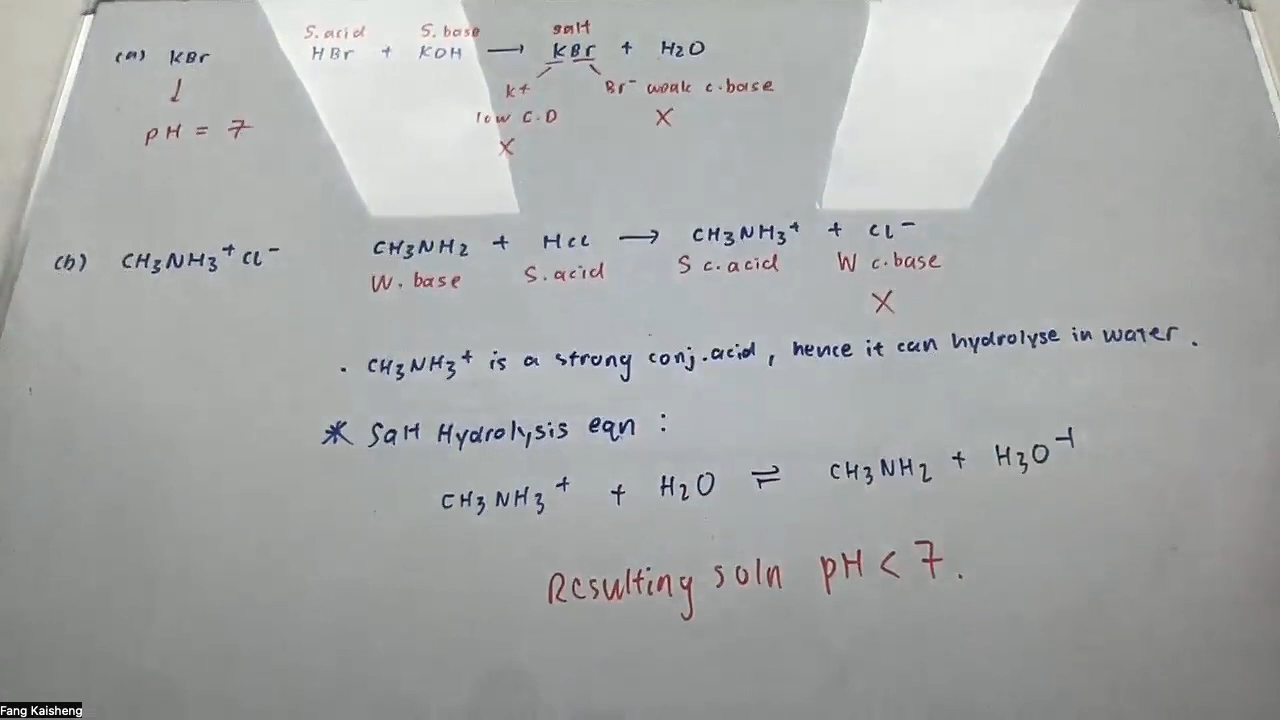 S. acid S. base salt
(a) KBr HBr + KOH → KBr + H2O
K+ Br⁻ weak c.base
pH = 7 low C.D X
X
(b) CH3NH3⁺Cl⁻ CH3NH2 + HCl → CH3NH3⁺ + Cl⁻
W. base S. acid S c.acid W c.base
X
. CH3NH3⁺ is a strong conj.acid, hence it can hydrolyse in water.
* Salt Hydrolysis eqn :
CH3NH3⁺ + H2O ⇌ CH3NH2 + H3O⁺
Resulting soln pH < 7.
Fang Kaisheng